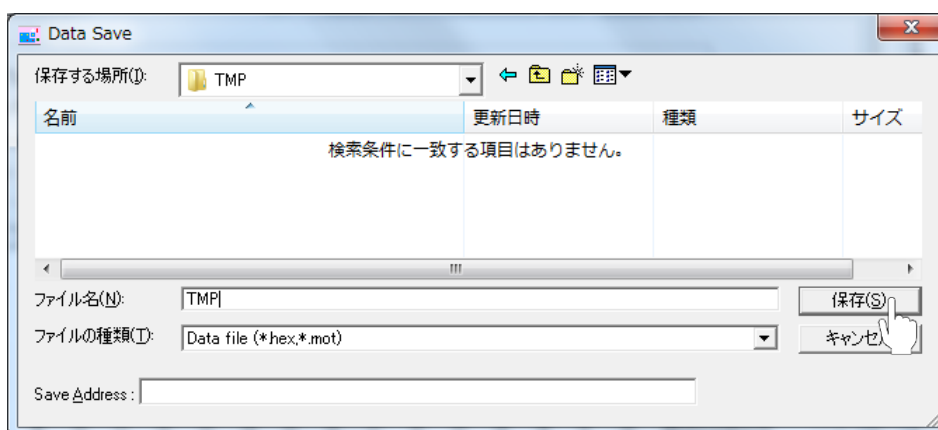 Data Save
保存する場所(I): TMP
名前 更新日時 種類 サイズ
検索条件に一致する項目はありません。
ファイル名(N): TMP 保存(S)
ファイルの種類(T): Data file (*.hex,*.mot) キャンセル
Save Address :